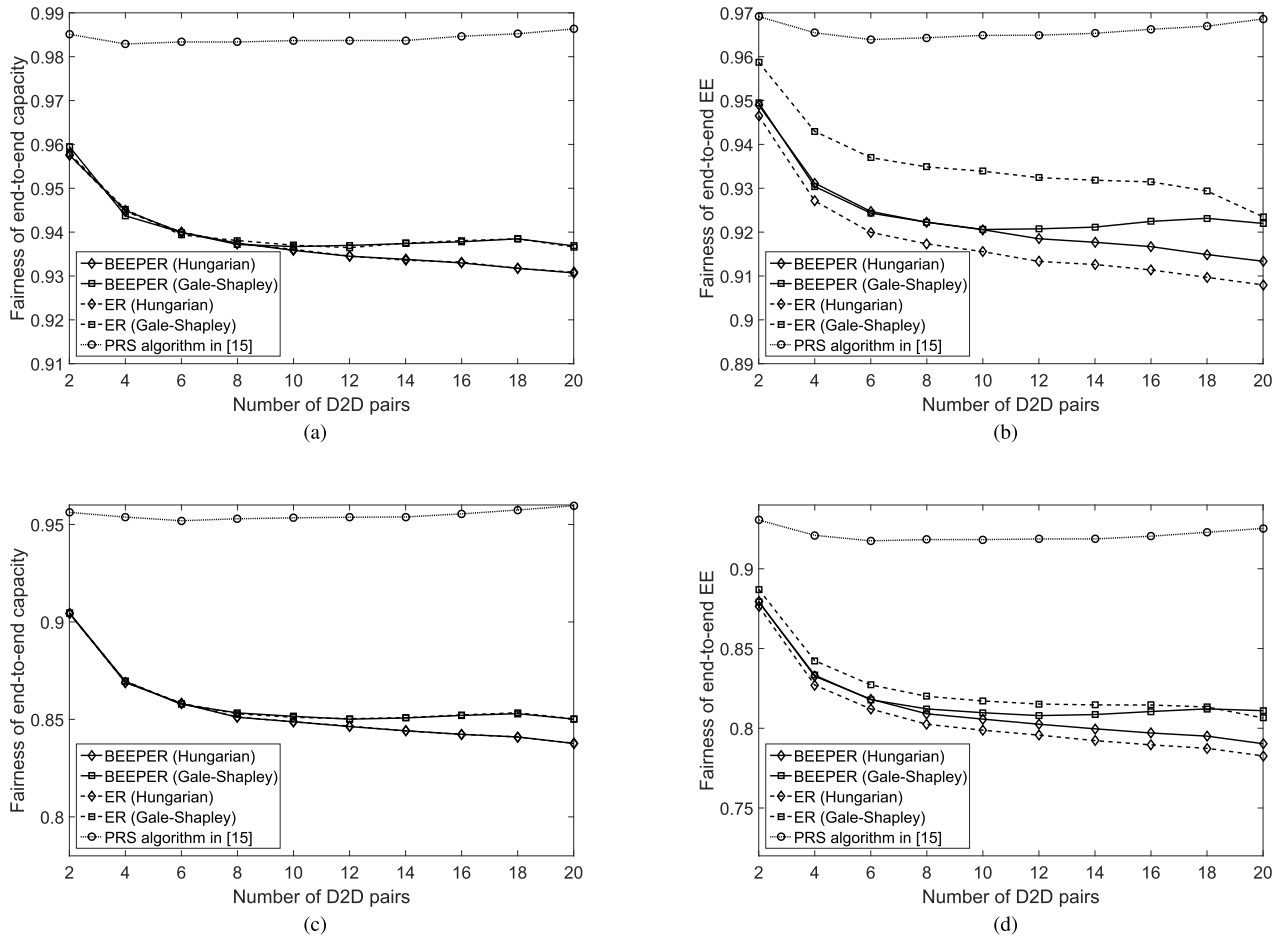 0.99
0.98
0.97
0.96
0.95
0.94
0.93
0.92
0.91
Fairness of end-to-end capacity
BEEPER (Hungarian)
BEEPER (Gale-Shapley)
ER (Hungarian)
ER (Gale-Shapley)
PRS algorithm in [15]
2 4 6 8 10 12 14 16 18 20
Number of D2D pairs
(a)
0.97
0.96
0.95
0.94
0.93
0.92
0.91
0.9
0.89
Fairness of end-to-end EE
BEEPER (Hungarian)
BEEPER (Gale-Shapley)
ER (Hungarian)
ER (Gale-Shapley)
PRS algorithm in [15]
2 4 6 8 10 12 14 16 18 20
Number of D2D pairs
(b)
0.95
0.9
0.85
0.8
Fairness of end-to-end capacity
BEEPER (Hungarian)
BEEPER (Gale-Shapley)
ER (Hungarian)
ER (Gale-Shapley)
PRS algorithm in [15]
2 4 6 8 10 12 14 16 18 20
Number of D2D pairs
(c)
0.9
0.85
0.8
0.75
Fairness of end-to-end EE
BEEPER (Hungarian)
BEEPER (Gale-Shapley)
ER (Hungarian)
ER (Gale-Shapley)
PRS algorithm in [15]
2 4 6 8 10 12 14 16 18 20
Number of D2D pairs
(d)